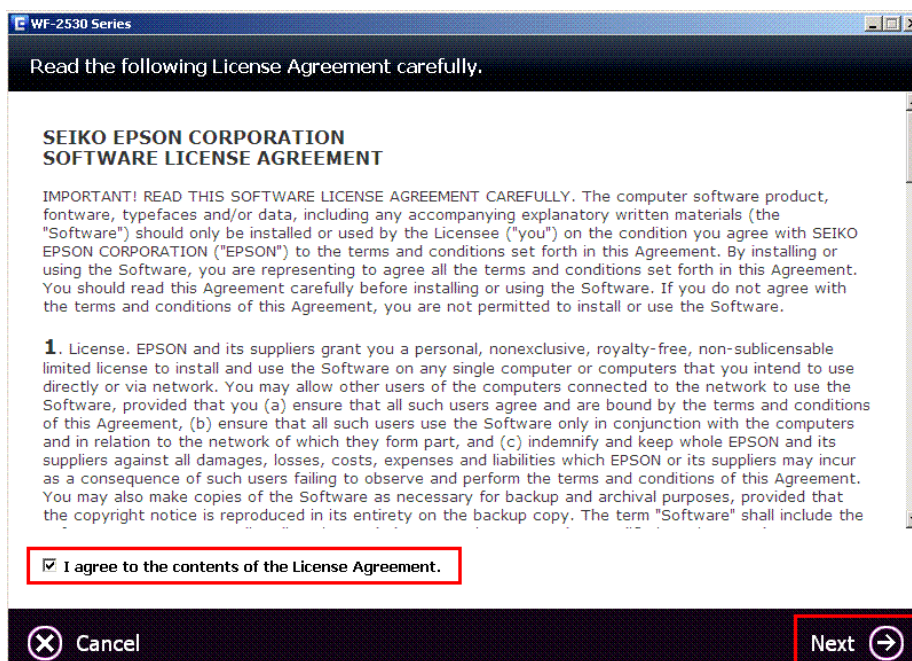 WF-2530 Series
Read the following License Agreement carefully.
SEIKO EPSON CORPORATION
SOFTWARE LICENSE AGREEMENT
IMPORTANT! READ THIS SOFTWARE LICENSE AGREEMENT CAREFULLY. The computer software product,
fontware, typefaces and/or data, including any accompanying explanatory written materials (the
"Software") should only be installed or used by the Licensee ("you") on the condition you agree with SEIKO
EPSON CORPORATION ("EPSON") to the terms and conditions set forth in this Agreement. By installing or
using the Software, you are representing to agree all the terms and conditions set forth in this Agreement.
You should read this Agreement carefully before installing or using the Software. If you do not agree with
the terms and conditions of this Agreement, you are not permitted to install or use the Software.
1. License. EPSON and its suppliers grant you a personal, nonexclusive, royalty-free, non-sublicensable
limited license to install and use the Software on any single computer or computers that you intend to use
directly or via network. You may allow other users of the computers connected to the network to use the
Software, provided that you (a) ensure that all such users agree and are bound by the terms and conditions
of this Agreement, (b) ensure that all such users use the Software only in conjunction with the computers
and in relation to the network of which they form part, and (c) indemnify and keep whole EPSON and its
suppliers against all damages, losses, costs, expenses and liabilities which EPSON or its suppliers may incur
as a consequence of such users failing to observe and perform the terms and conditions of this Agreement.
You may also make copies of the Software as necessary for backup and archival purposes, provided that
the copyright notice is reproduced in its entirety on the backup copy. The term "Software" shall include the
I agree to the contents of the License Agreement.
Cancel
Next